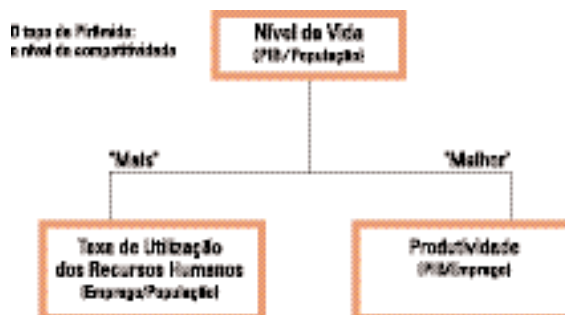 O topo da Pirâmide:
o nível de competitividade
Nível de Vida
(PIB/População)
"Mais"
"Melhor"
Taxa de Utilização
dos Recursos Humanos
(Emprego/População)
Produtividade
(PIB/Emprego)